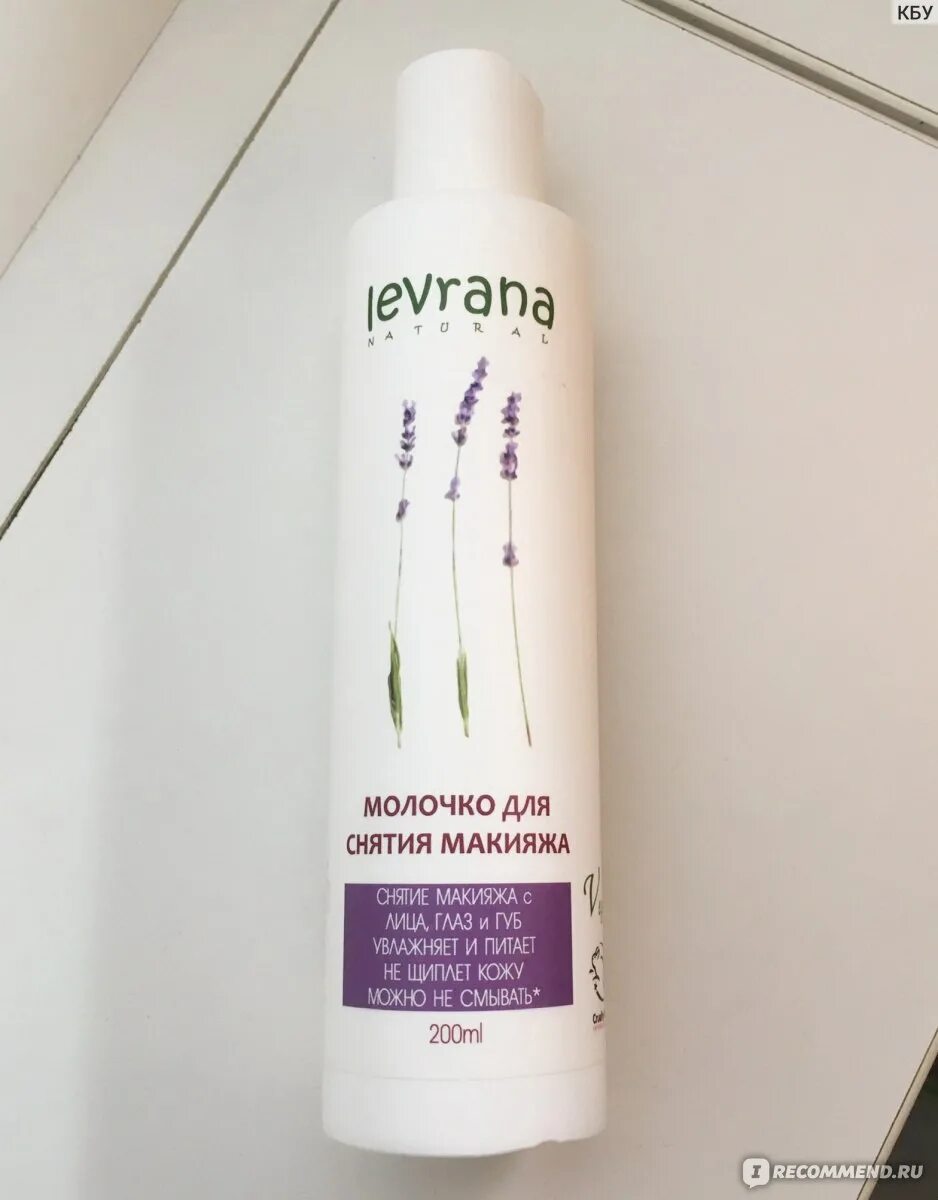 КБУ
levrana
NATURAL
МОЛОЧКО ДЛЯ
СНЯТИЯ МАКИЯЖА
СНЯТИЕ МАКИЯЖА с
ЛИЦА, ГЛАЗ и ГУБ
УВЛАЖНЯЕТ И ПИТАЕТ
НЕ ЩИПЛЕТ КОЖУ
МОЖНО НЕ СМЫВАТЬ*
200ml
IRECOMMEND.RU